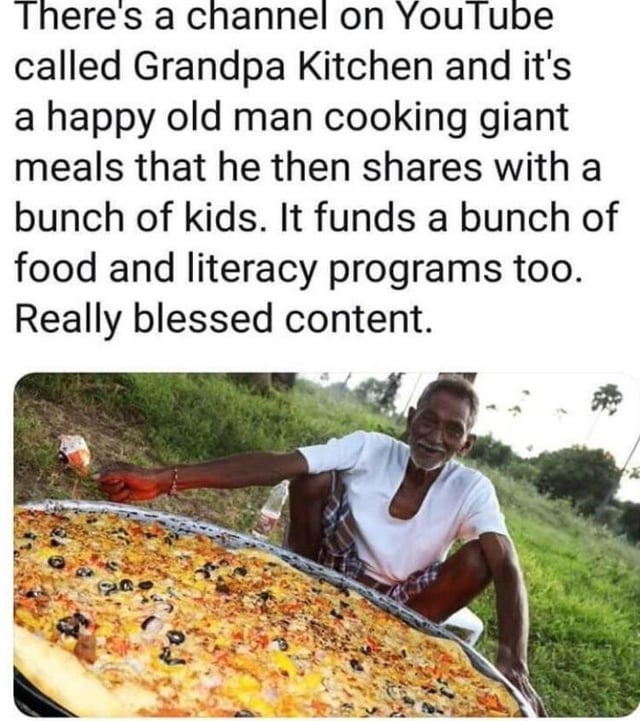 There's a channel on YouTube
called Grandpa Kitchen and it's
a happy old man cooking giant
meals that he then shares with a
bunch of kids. It funds a bunch of
food and literacy programs too.
Really blessed content.